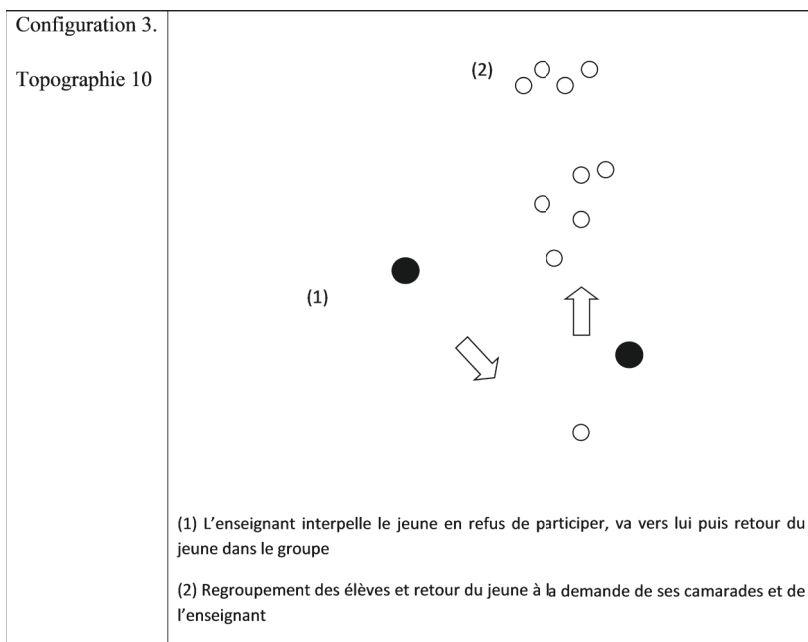 Configuration 3.
Topographie 10
(2)
(1)
(1) L’enseignant interpelle le jeune en refus de participer, va vers lui puis retour du
jeune dans le groupe
(2) Regroupement des élèves et retour du jeune à la demande de ses camarades et de
l’enseignant